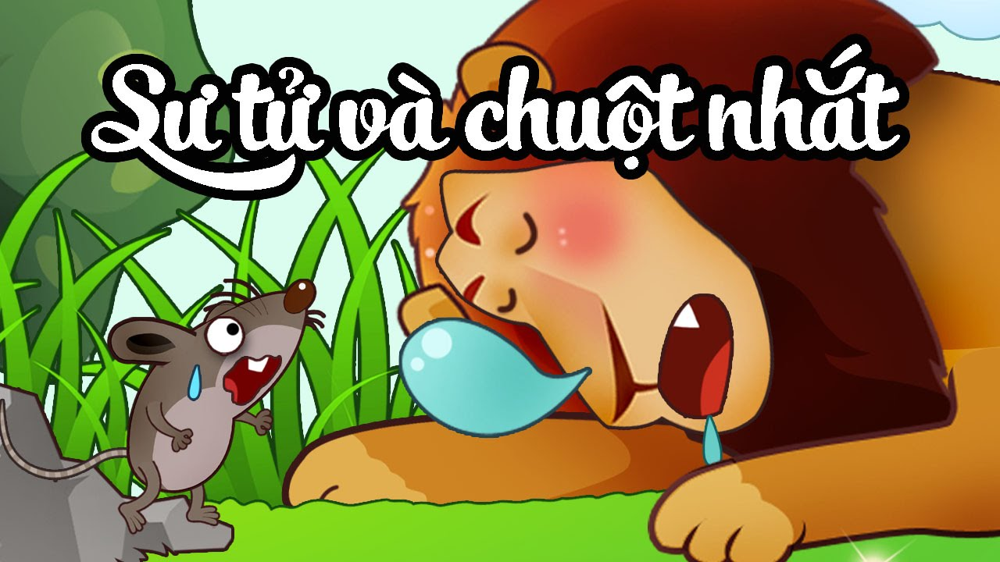 Sư tử và chuột nhắt